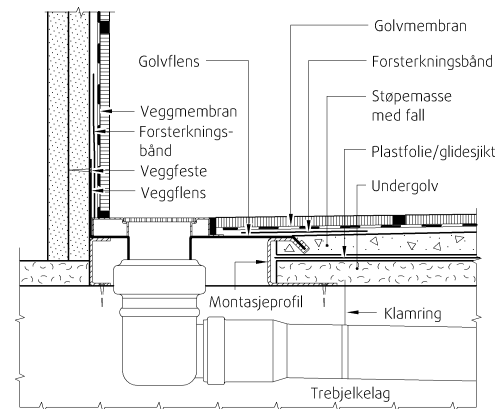 Golvmembran
Golvflens
Forsterkningsbånd
Støpemasse
med fall
Veggmembran
Forsterknings-
bånd
Plastfolie/glidesjikt
Veggfeste
Undergolv
Veggflens
Montasjeprofil
Klamring
Trebjelkelag